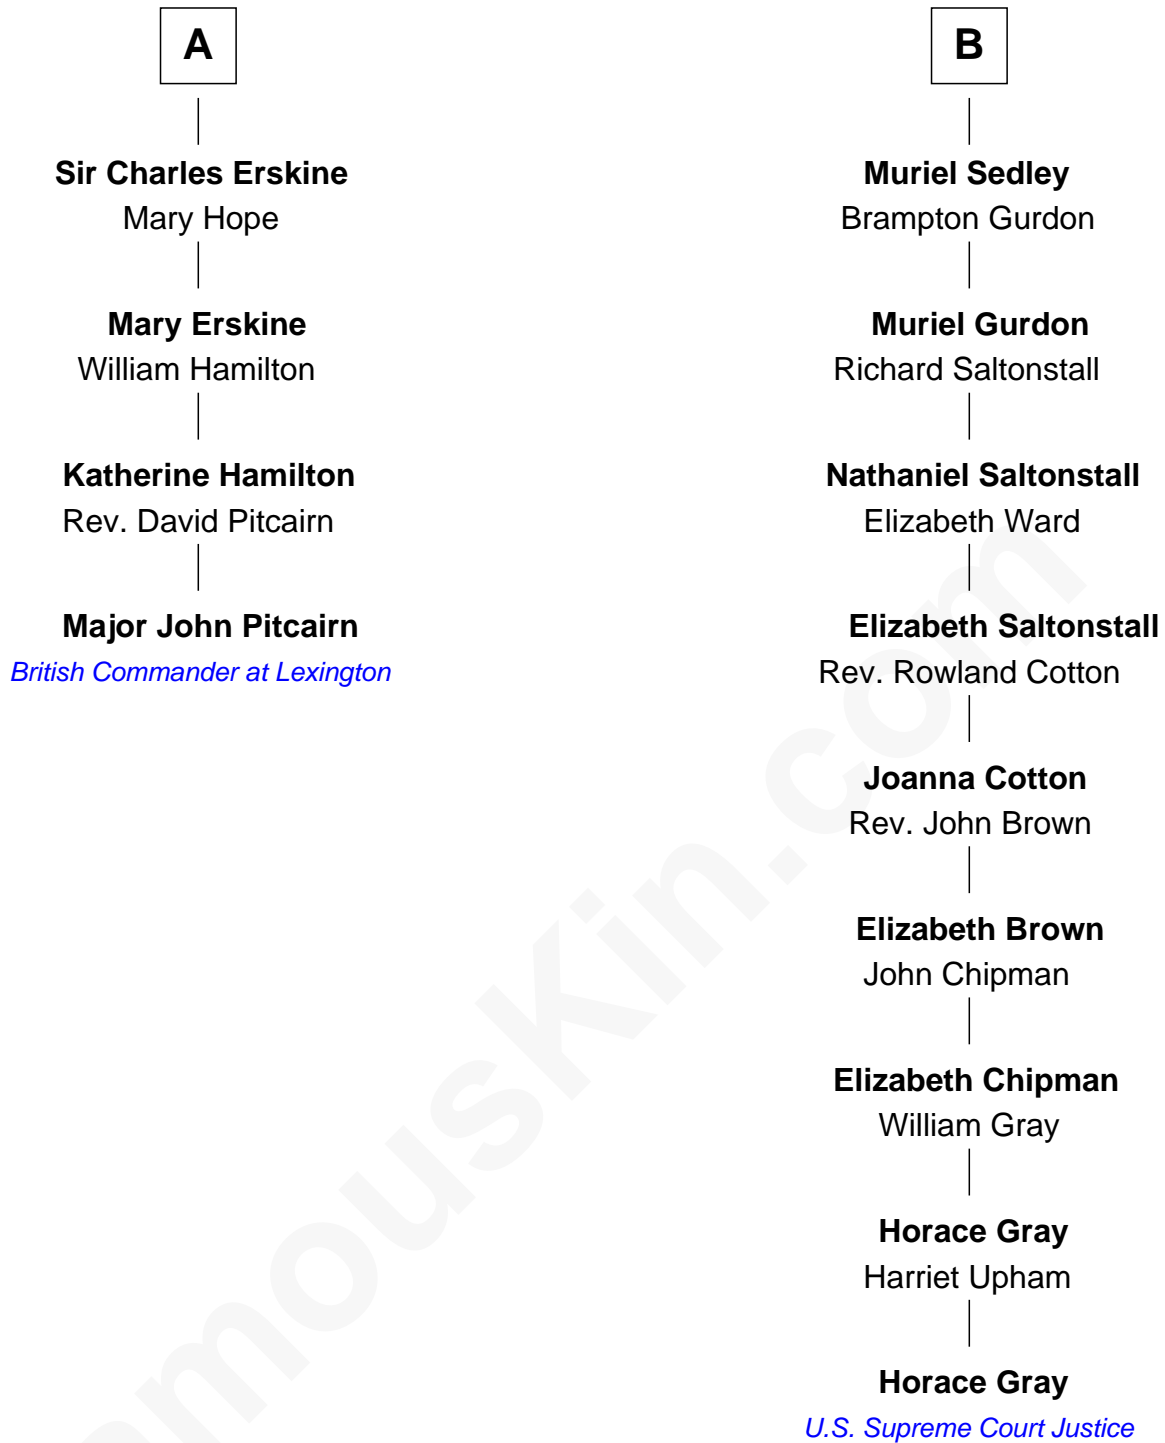 A
Sir Charles Erskine
Mary Hope
Mary Erskine
William Hamilton
Katherine Hamilton
Rev. David Pitcairn
Major John Pitcairn
British Commander at Lexington
B
Muriel Sedley
Brampton Gurdon
Muriel Gurdon
Richard Saltonstall
Nathaniel Saltonstall
Elizabeth Ward
Elizabeth Saltonstall
Rev. Rowland Cotton
Joanna Cotton
Rev. John Brown
Elizabeth Brown
John Chipman
Elizabeth Chipman
William Gray
Horace Gray
Harriet Upham
Horace Gray
U.S. Supreme Court Justice
amousKin.com